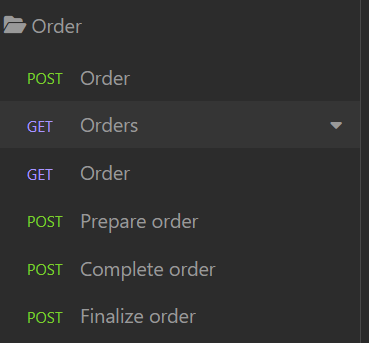 Order
POST Order
GET Orders
GET Order
POST Prepare order
POST Complete order
POST Finalize order